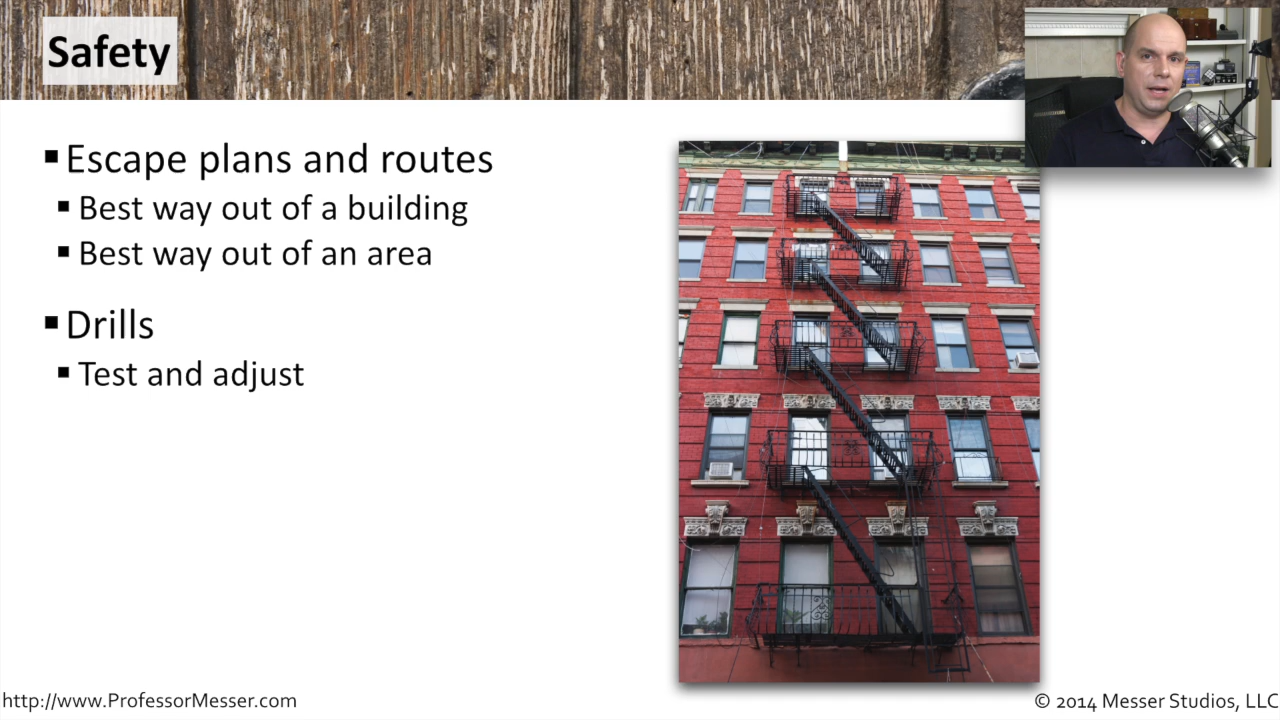 Safety
▪ Escape plans and routes
▪ Best way out of a building
▪ Best way out of an area
▪ Drills
▪ Test and adjust
http://www.ProfessorMesser.com
© 2014 Messer Studios, LLC